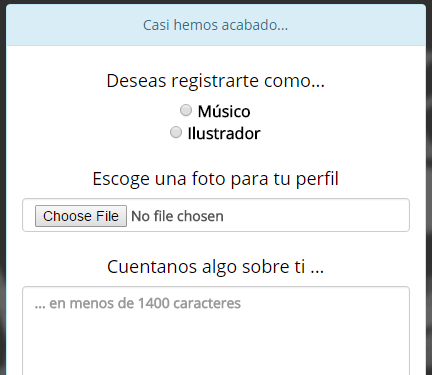 Casi hemos acabado...
Deseas registrarte como...
Músico
Ilustrador
Escoge una foto para tu perfil
Choose File No file chosen
Cuentanos algo sobre ti ...
... en menos de 1400 caracteres